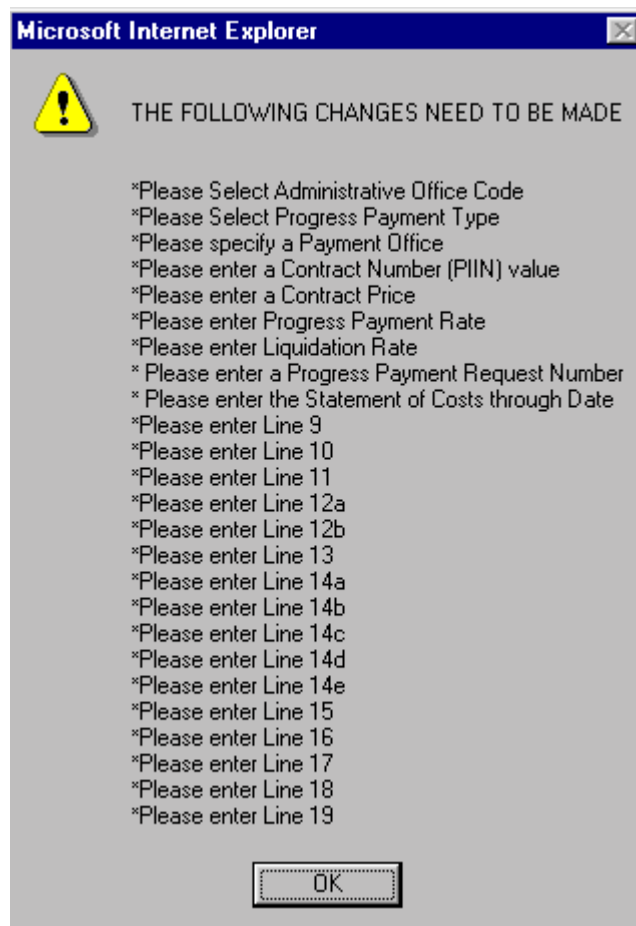 Microsoft Internet Explorer
THE FOLLOWING CHANGES NEED TO BE MADE
*Please Select Administrative Office Code
*Please Select Progress Payment Type
*Please specify a Payment Office
*Please enter a Contract Number (PIIN) value
*Please enter a Contract Price
*Please enter Progress Payment Rate
*Please enter Liquidation Rate
* Please enter a Progress Payment Request Number
* Please enter the Statement of Costs through Date
*Please enter Line 9
*Please enter Line 10
*Please enter Line 11
*Please enter Line 12a
*Please enter Line 12b
*Please enter Line 13
*Please enter Line 14a
*Please enter Line 14b
*Please enter Line 14c
*Please enter Line 14d
*Please enter Line 14e
*Please enter Line 15
*Please enter Line 16
*Please enter Line 17
*Please enter Line 18
*Please enter Line 19
OK